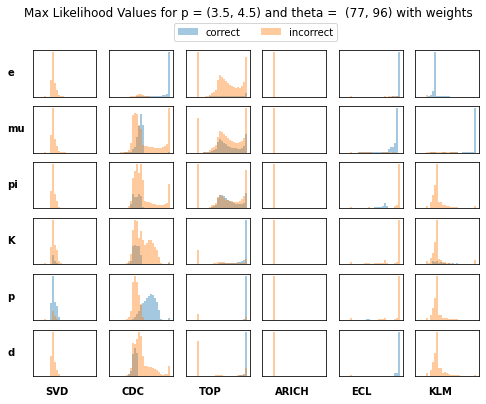 Max Likelihood Values for p = (3.5, 4.5) and theta =  (77, 96) with weights
correct incorrect
e
mu
pi
K
p
d
SVD CDC TOP ARICH ECL KLM